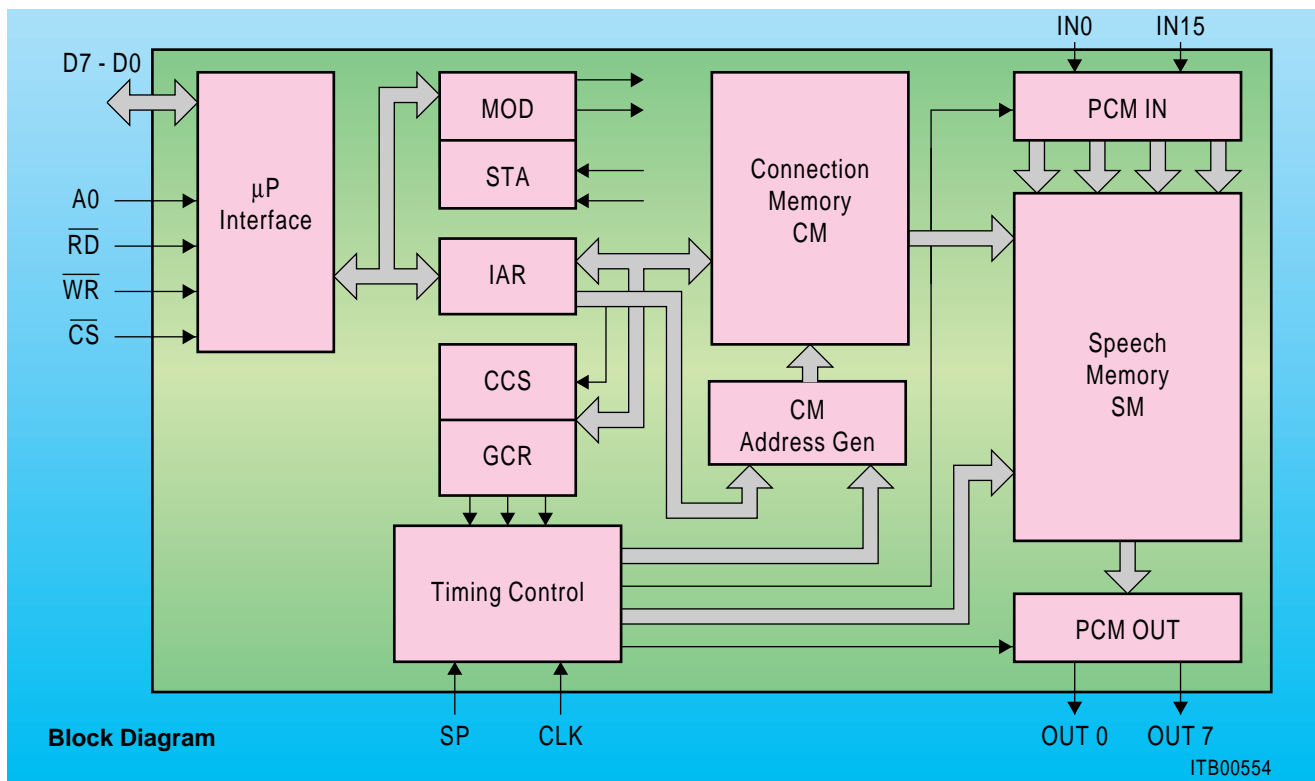 IN0 IN15
D7 - D0
MOD
PCM IN
STA
Connection
Memory
CM
μP
Interface
A0
RD
WR
CS
IAR
CCS
GCR
CM
Address Gen
Speech
Memory
SM
Timing Control
PCM OUT
SP CLK
OUT 0 OUT 7
Block Diagram
ITB00554